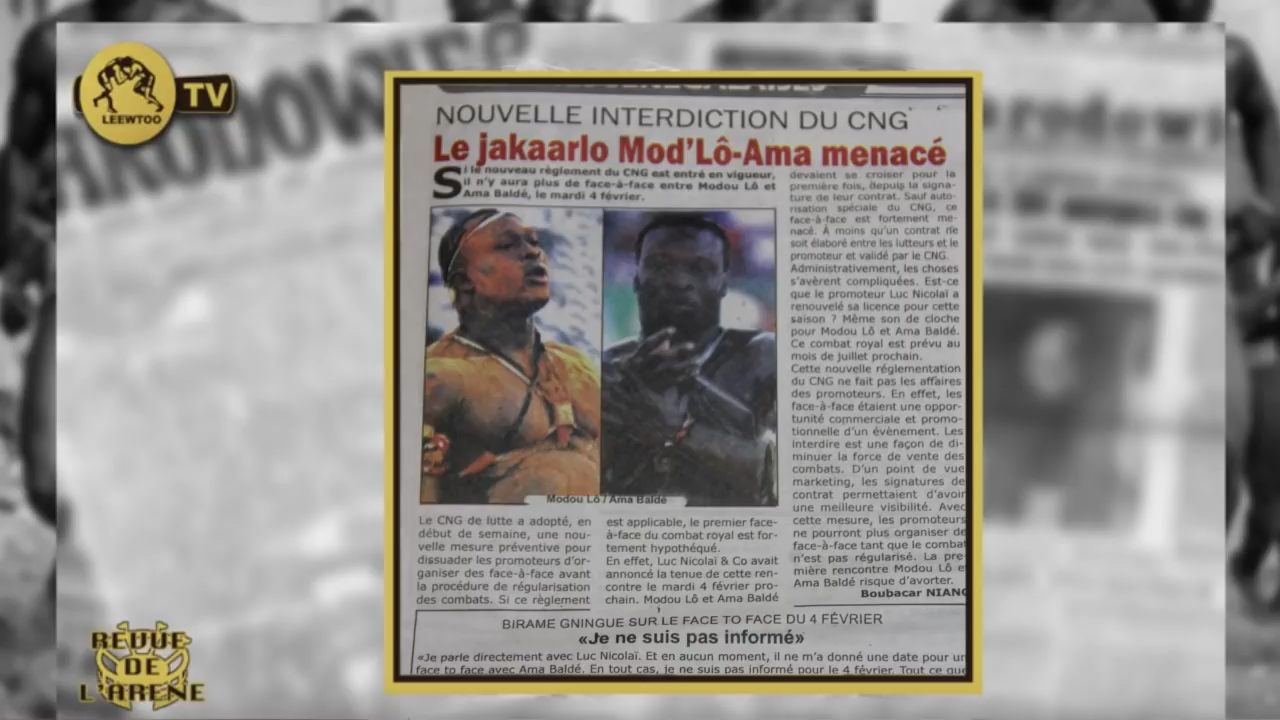 LEEWTOO
TV
NOUVELLE INTERDICTION DU CNG
Le jakaarlo Mod'Lô-Ama menacé
Si le nouveau règlement du CNG est entré en vigueur,
il n'y aura plus de face-à-face entre Modou Lô et
Ama Baldé, le mardi 4 février.
Modou Lô / Ama Baldé
Le CNG de lutte a adopté, en
début de semaine, une nou-
velle mesure préventive pour
dissuader les promoteurs d'or-
ganiser des face-à-face avant
la procédure de régularisation
des combats. Si ce règlement
est applicable, le premier face-
à-face du combat royal est for-
tement hypothéqué.
En effet, Luc Nicolaï & Co avait
annoncé la tenue de cette ren-
contre le mardi 4 février pro-
chain. Modou Lô et Ama Baldé
devaient se croiser pour la
première fois, depuis la signa-
ture de leur contrat. Sauf auto-
risation spéciale du CNG, ce
face-à-face est fortement me-
nacé. À moins qu'un contrat ne
soit élaboré entre les lutteurs et le
promoteur et validé par le CNG.
Administrativement, les choses
s'avèrent compliquées. Est-ce
que le promoteur Luc Nicolaï a
renouvelé sa licence pour cette
saison ? Même son de cloche
pour Modou Lô et Ama Baldé.
Ce combat royal est prévu au
mois de juillet prochain.
Cette nouvelle réglementation
du CNG ne fait pas les affaires
des promoteurs. En effet, les
face-à-face étaient une oppor-
tunité commerciale et promo-
tionnelle d'un évènement. Les
interdire est une façon de di-
minuer la force de vente des
combats. D'un point de vue
marketing, les signatures de
contrat permettaient d'avoir
une meilleure visibilité. Avec
cette mesure, les promoteurs
ne pourront plus organiser de
face-à-face tant que le combat
n'est pas régularisé. La pre-
mière rencontre Modou Lô et
Ama Baldé risque d'avorter.
Boubacar NIANG
BIRAME GNINGUE SUR LE FACE TO FACE DU 4 FÉVRIER
«Je ne suis pas informé»
«Je parle directement avec Luc Nicolaï. Et en aucun moment, il ne m'a donné une date pour un
face to face avec Ama Baldé. En tout cas, je ne suis pas informé pour le 4 février. Tout ce que
REVUE
DE
L'ARENE